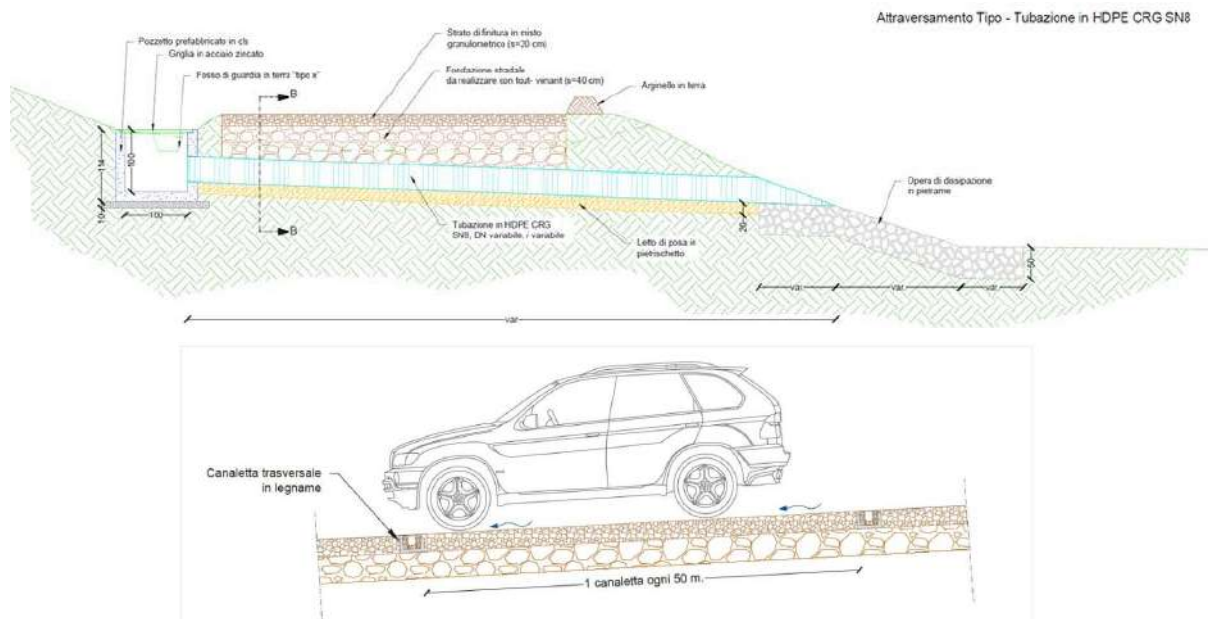 Attraversamento Tipo - Tubazione in HDPE CRG SN8
Pozzetto prefabbricato in cls
Griglia in acciaio zincato
Fosso di guardia in terra "tipo x"
Strato di finitura in misto
granulometrico (s=20 cm)
Fondazione stradale
da realizzare con tout- venant (s=40 cm)
Arginello in terra
B
114
100
10
100
B
Tubazione in HDPE CRG
SN8, DN variabile, i variabile
Letto di posa in
pietrischetto
20
Opera di dissipazione
in pietrame
50
var
var
var
var
Canaletta trasversale
in legname
1 canaletta ogni 50 m.